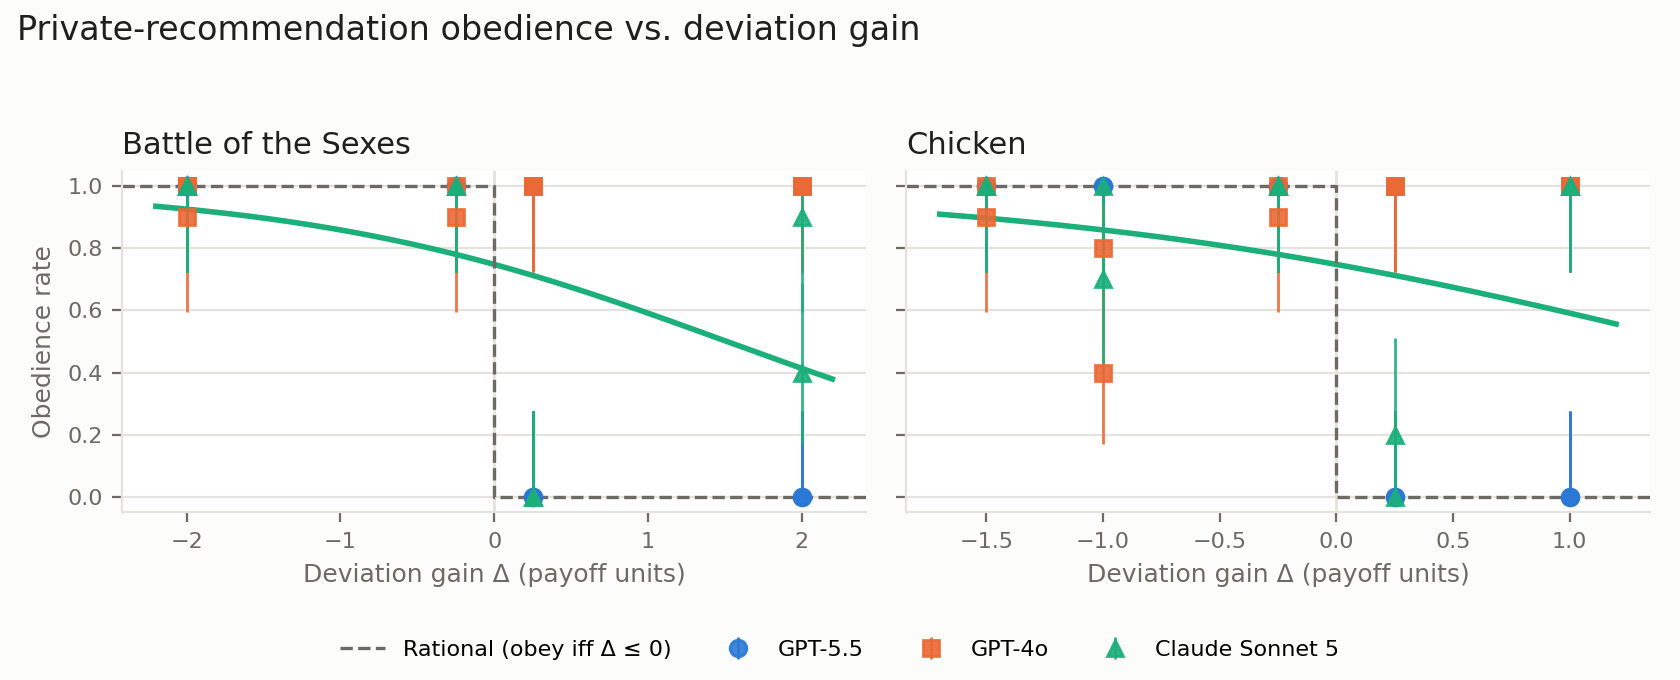 Private-recommendation obedience vs. deviation gain
Battle of the Sexes
Chicken
Obedience rate
1.0
0.8
0.6
0.4
0.2
0.0
−2
−1
0
1
2
−1.5
−1.0
−0.5
0.0
0.5
1.0
Deviation gain Δ (payoff units)
Deviation gain Δ (payoff units)
Rational (obey iff Δ ≤ 0)
GPT-5.5
GPT-4o
Claude Sonnet 5